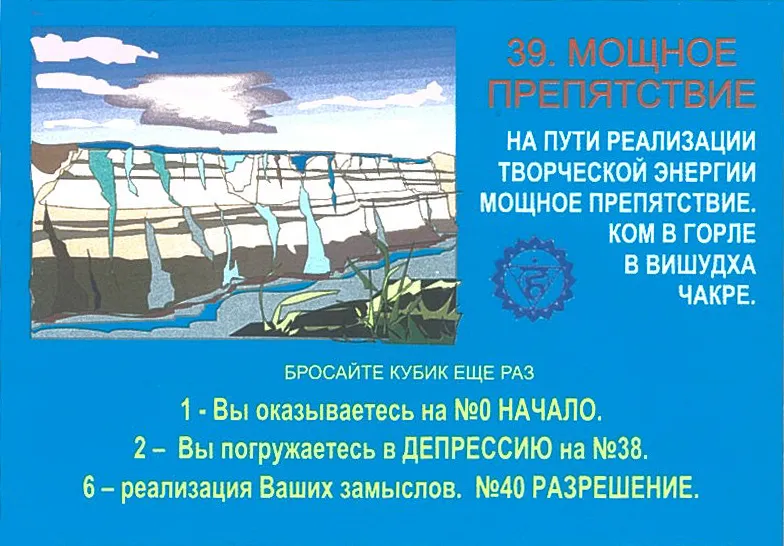 39. МОЩНОЕ
ПРЕПЯТСТВИЕ
НА ПУТИ РЕАЛИЗАЦИИ
ТВОРЧЕСКОЙ ЭНЕРГИИ
МОЩНОЕ ПРЕПЯТСТВИЕ.
КОМ В ГОРЛЕ
В ВИШУДХА
ЧАКРЕ.
БРОСАЙТЕ КУБИК ЕЩЕ РАЗ
1 - Вы оказываетесь на №0 НАЧАЛО.
2 – Вы погружаетесь в ДЕПРЕССИЮ на №38.
6 – реализация Ваших замыслов. №40 РАЗРЕШЕНИЕ.